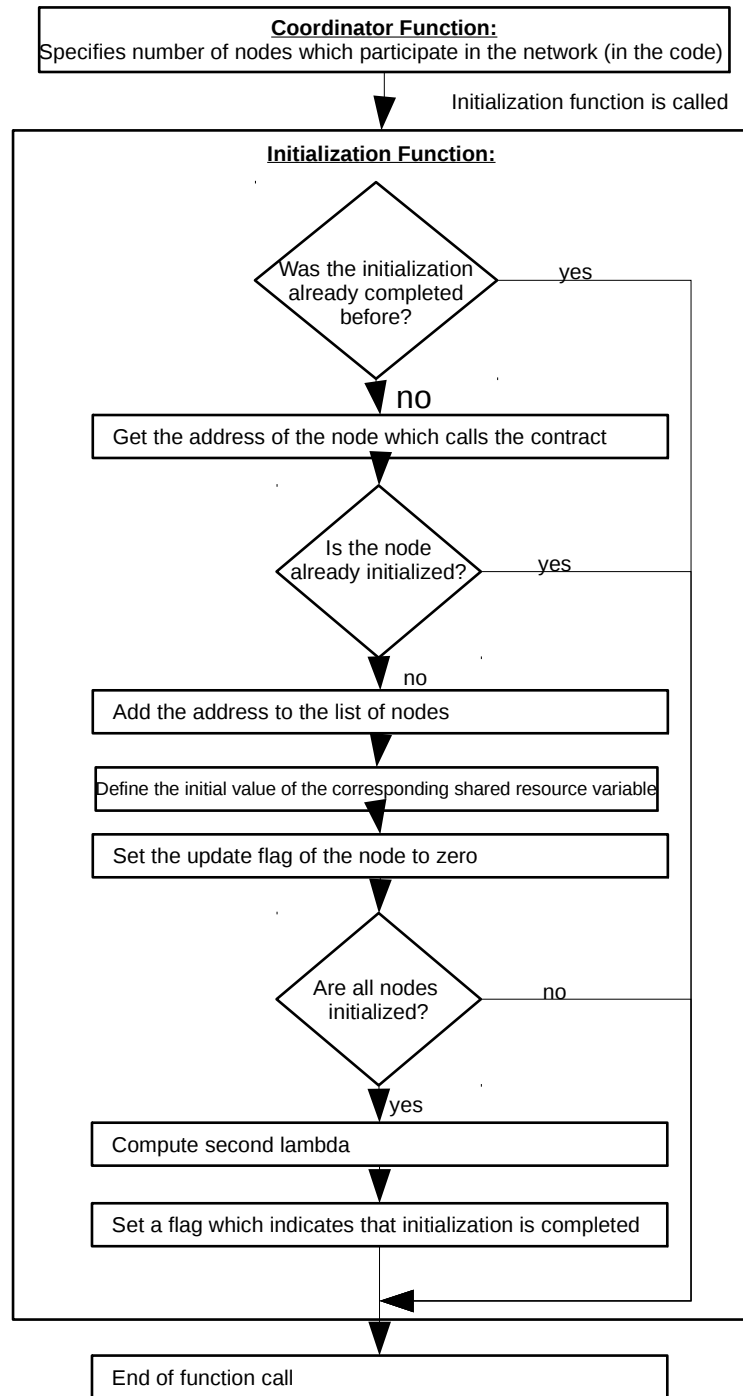 Coordinator Function:
Specifies number of nodes which participate in the network (in the code)
Initialization function is called
Initialization Function:
Was the initialization
already completed
before?
yes
no
Get the address of the node which calls the contract
Is the node
already initialized?
yes
no
Add the address to the list of nodes
Define the initial value of the corresponding shared resource variable
Set the update flag of the node to zero
Are all nodes
initialized?
no
yes
Compute second lambda
Set a flag which indicates that initialization is completed
End of function call